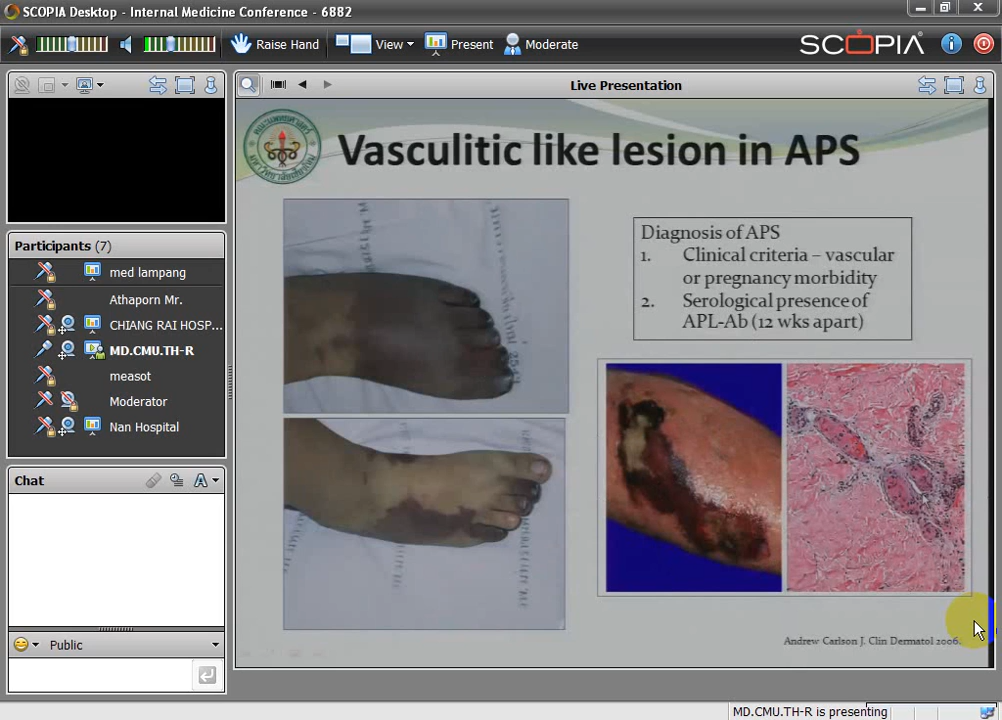 SCOPIA Desktop - Internal Medicine Conference - 6882
Raise Hand
View
Present
Moderate
SCOPIA
Live Presentation
Participants (7)
med lampang
Athaporn Mr.
CHIANG RAI HOSP...
MD.CMU.TH-R
measot
Moderator
Nan Hospital
Chat
A
Public
Vasculitic like lesion in APS
Diagnosis of APS
1. Clinical criteria – vascular
or pregnancy morbidity
2. Serological presence of
APL-Ab (12 wks apart)
Andrew Carlson J. Clin Dermatol 2006
MD.CMU.TH-R is presenting